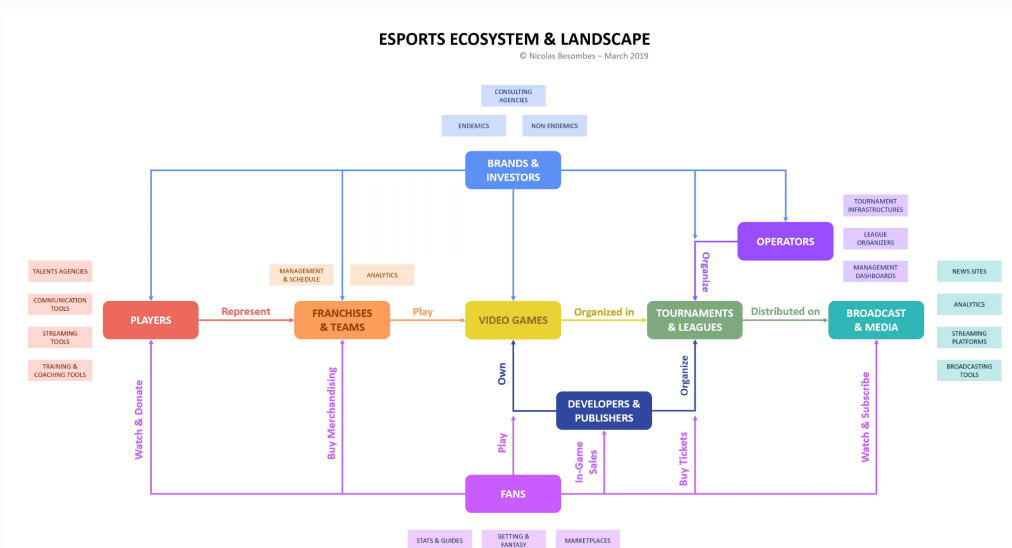 ESPORTS ECOSYSTEM & LANDSCAPE
© Nicolas Besombes – March 2019
CONSULTING
AGENCIES
ENDEMICS
NON-ENDEMICS
BRANDS &
INVESTORS
OPERATORS
TOURNAMENT
INFRASTRUCTURES
LEAGUE
ORGANIZERS
MANAGEMENT
DASHBOARDS
TALENTS AGENCIES
COMMUNICATION
TOOLS
STREAMING
TOOLS
TRAINING &
COACHING TOOLS
MANAGEMENT
& SCHEDULE
ANALYTICS
Organize
NEWS SITES
ANALYTICS
STREAMING
PLATFORMS
BROADCASTING
TOOLS
PLAYERS
Represent
FRANCHISES
& TEAMS
Play
VIDEO GAMES
Organized in
TOURNAMENTS
& LEAGUES
Distributed on
BROADCAST
& MEDIA
Own
DEVELOPERS &
PUBLISHERS
Organize
Watch & Donate
Buy Merchandising
Play
In-Game
Sales
Buy Tickets
Watch & Subscribe
FANS
STATS & GUIDES
BETTING &
FANTASY
MARKETPLACES